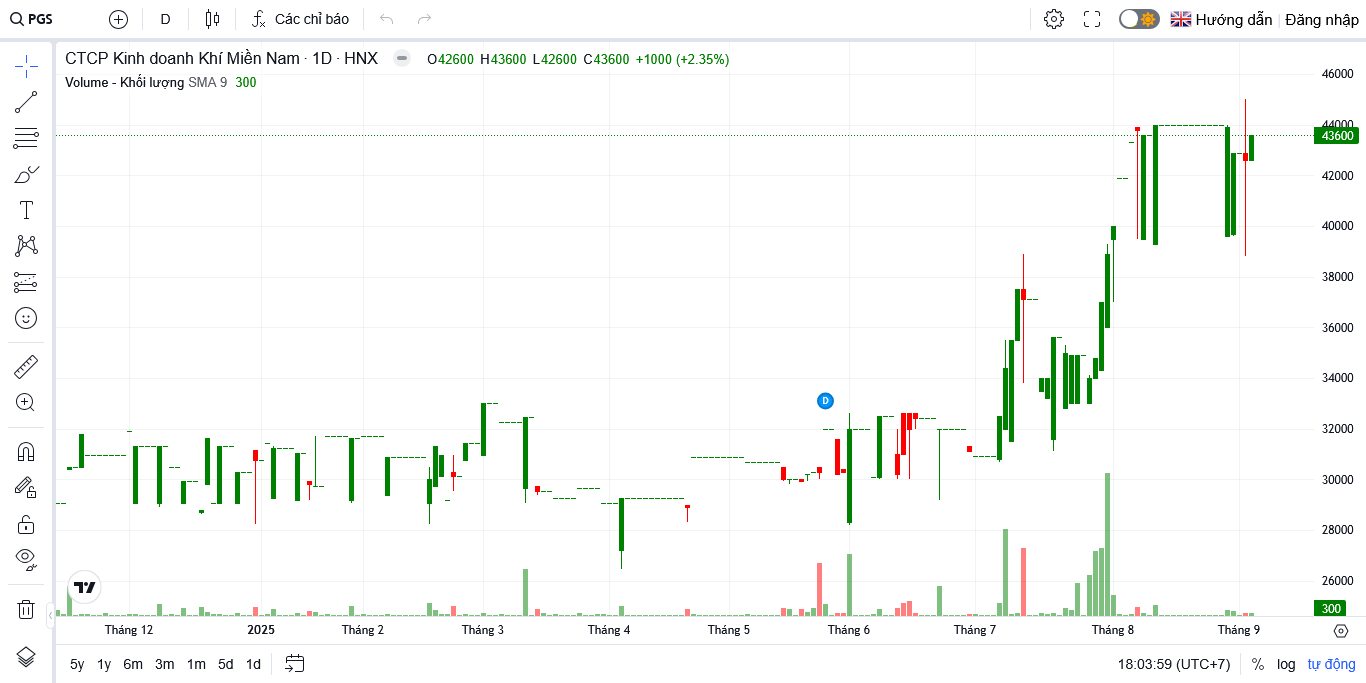 PGS D Các chỉ báo Hướng dẫn Đăng nhập
CTCP Kinh doanh Khí Miền Nam · 1D · HNX O42600 H43600 L42600 C43600 +1000 (+2.35%)
Volume - Khối lượng SMA 9 300
46000
44000
43600
42000
40000
38000
36000
34000
D
32000
30000
28000
26000
300
Tháng 12 2025 Tháng 2 Tháng 3 Tháng 4 Tháng 5 Tháng 6 Tháng 7 Tháng 8 Tháng 9
5y 1y 6m 3m 1m 5d 1d 18:03:59 (UTC+7) % log tự động